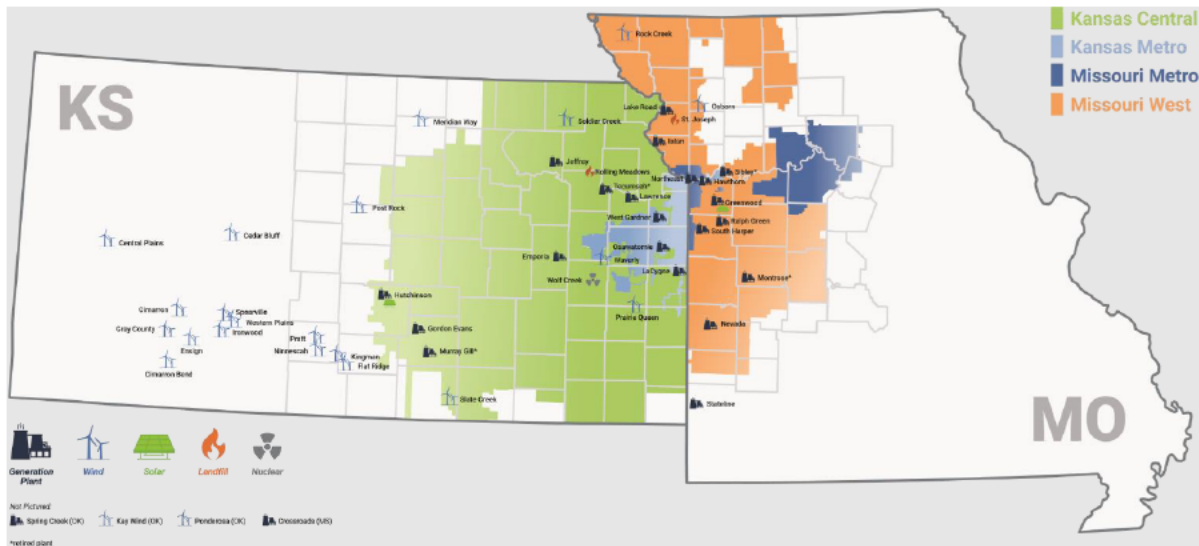 Kansas Central
Kansas Metro
Missouri Metro
Missouri West
KS
MO
Rock Creek
Lake Road
Osborn
St. Joseph
Meridian Way
Soldier Creek
Iatan
Jeffrey
Rolling Meadows
Northeast
Sibley*
Hawthorn
Tecumseh*
Lawrence
Greenwood
Post Rock
West Gardner
Ralph Green
South Harper
Central Plains
Cedar Bluff
Osawatomie
Emporia
Waverly
LaCygne
Wolf Creek
Montrose*
Hutchinson
Cimarron
Spearville
Prairie Queen
Western Plains
Gray County
Ironwood
Gordon Evans
Nevada
Ensign
Pratt
Ninnescah
Kingman
Murray Gill*
Flat Ridge
Cimarron Bend
Slate Creek
Stateline
Generation Plant
Wind
Solar
Landfill
Nuclear
Not Pictured:
Spring Creek (OK)
Kay Wind (OK)
Ponderosa (OK)
Crossroads (MS)
*retired plant